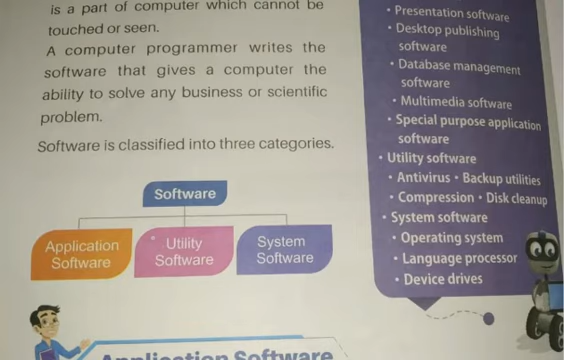 is a part of computer which cannot be
touched or seen.
A computer programmer writes the
software that gives a computer the
ability to solve any business or scientific
problem.
Software is classified into three categories.
Software
Application
Software
Utility
Software
System
Software
Application Software
• Presentation software
• Desktop publishing
software
• Database management
software
• Multimedia software
• Special purpose application
software
• Utility software
• Antivirus • Backup utilities
• Compression • Disk cleanup
• System software
• Operating system
• Language processor
• Device drives